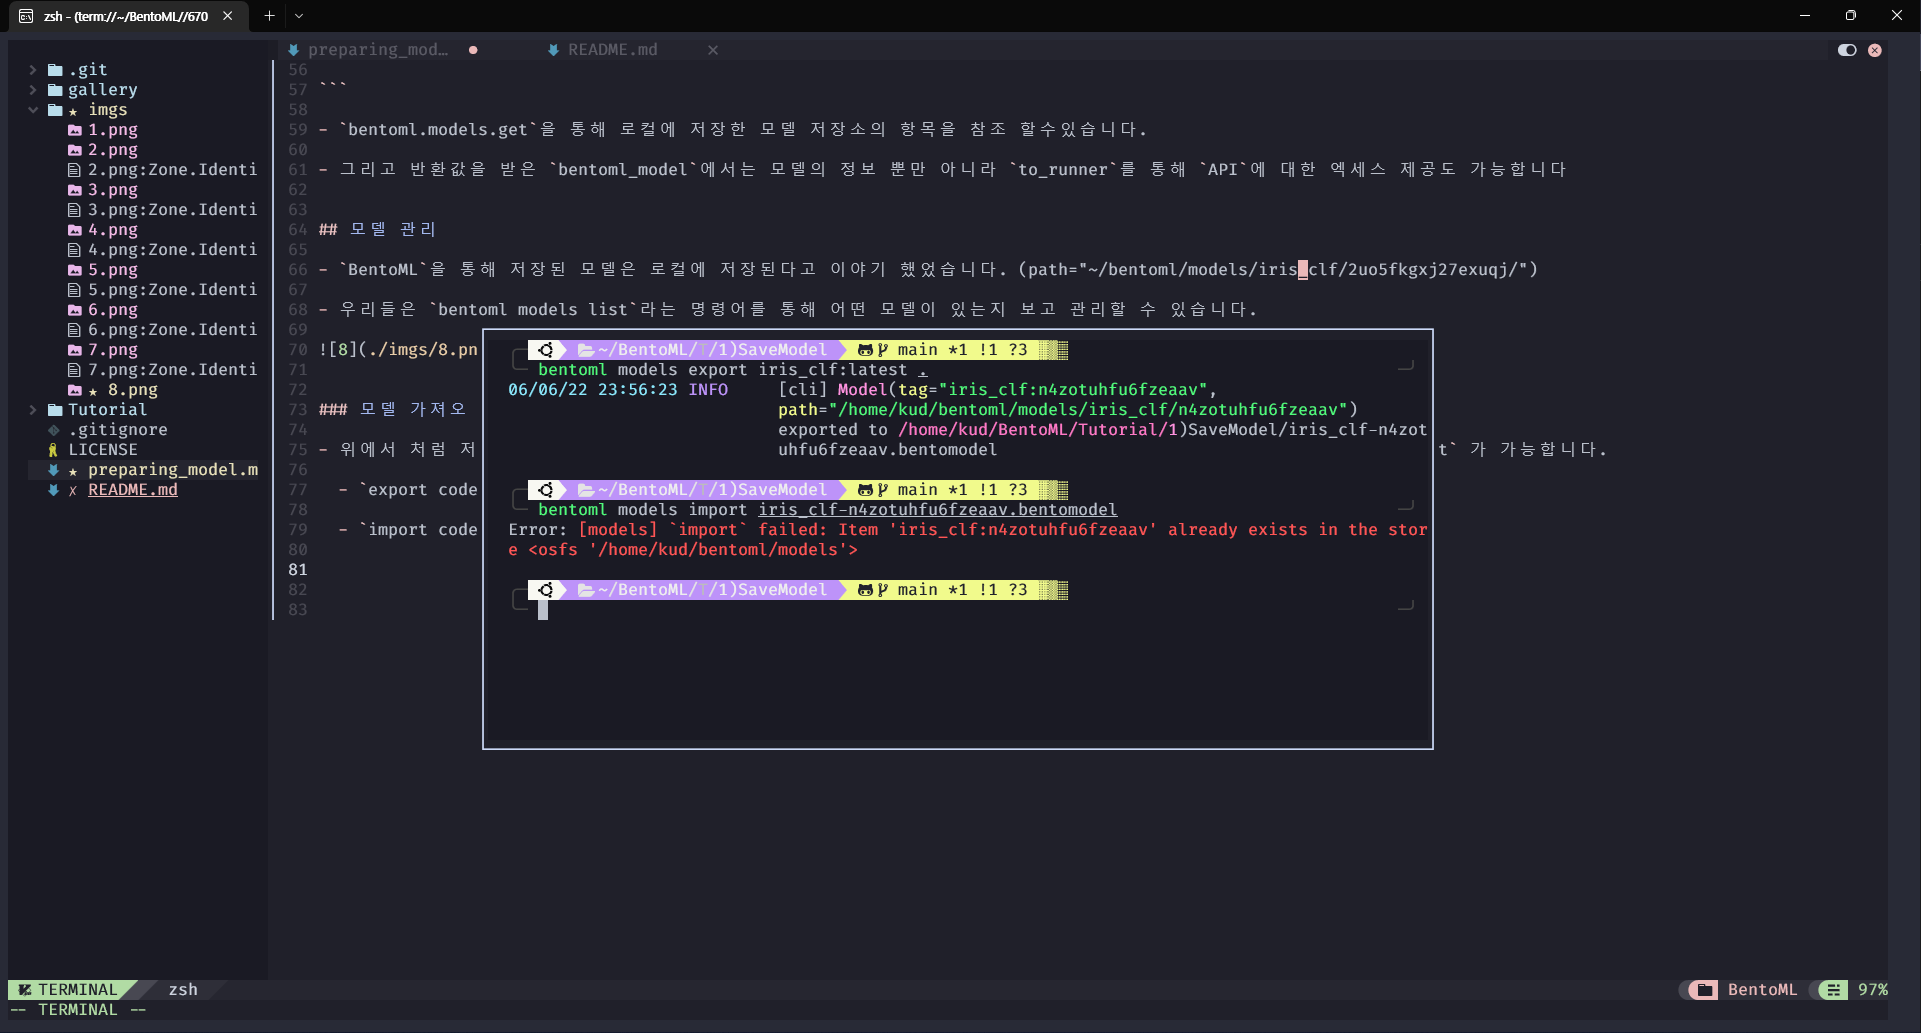 zsh - (term://~/BentoML//670
preparing_mod…
README.md
.git
gallery
imgs
1.png
2.png
2.png:Zone.Identi
3.png
3.png:Zone.Identi
4.png
4.png:Zone.Identi
5.png
5.png:Zone.Identi
6.png
6.png:Zone.Identi
7.png
7.png:Zone.Identi
8.png
Tutorial
.gitignore
LICENSE
preparing_model.m
README.md
56
57 ```
58
59 - `bentoml.models.get`을 통해 로컬에 저장한 모델 저장소의 항목을 참조 할수있습니다.
60
61 - 그리고 반환값을 받은 `bentoml_model`에서는 모델의 정보 뿐만 아니라 `to_runner`를 통해 `API`에 대한 엑세스 제공도 가능합니다
62
63
64 ## 모델 관리
65
66 - `BentoML`을 통해 저장된 모델은 로컬에 저장된다고 이야기 했었습니다. (path="~/bentoml/models/iris_clf/2uo5fkgxj27exuqj/")
67
68 - 우리들은 `bentoml models list`라는 명령어를 통해 어떤 모델이 있는지 보고 관리할 수 있습니다.
69
70 ![8](./imgs/8.pn
71
72
73 ### 모델 가져오
74
75 - 위에서 처럼 저 t` 가 가능합니다.
76
77 - `export code
78
79 - `import code
80
81
82
83
~/BentoML/T/1)SaveModel main *1 !1 ?3
bentoml models export iris_clf:latest .
06/06/22 23:56:23 INFO [cli] Model(tag="iris_clf:n4zotuhfu6fzeaav",
path="/home/kud/bentoml/models/iris_clf/n4zotuhfu6fzeaav")
exported to /home/kud/BentoML/Tutorial/1)SaveModel/iris_clf-n4zot
uhfu6fzeaav.bentomodel
~/BentoML/T/1)SaveModel main *1 !1 ?3
bentoml models import iris_clf-n4zotuhfu6fzeaav.bentomodel
Error: [models] `import` failed: Item 'iris_clf:n4zotuhfu6fzeaav' already exists in the stor
e <osfs '/home/kud/bentoml/models'>
~/BentoML/T/1)SaveModel main *1 !1 ?3
TERMINAL zsh BentoML 97%
-- TERMINAL --